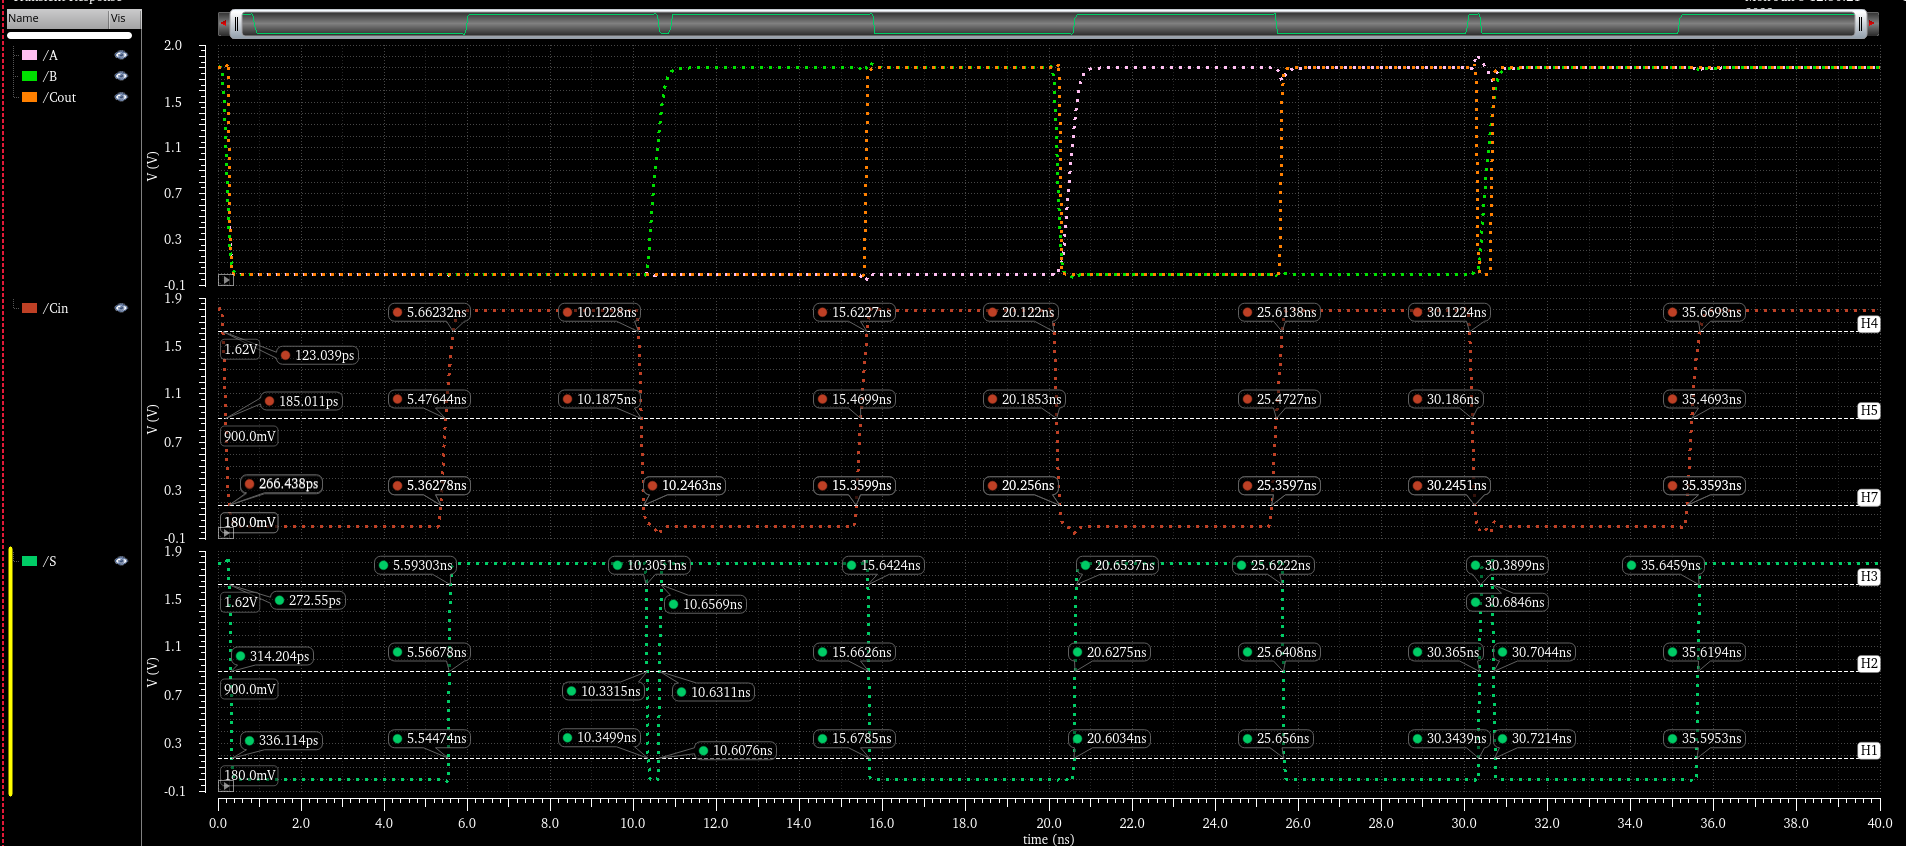 Transient Response
Name Vis
/A
/B
/Cout
/Cin
/S
2.0
1.5
1.1
0.7
0.3
-0.1
V (V)
1.9
1.5
1.1
0.7
0.3
-0.1
V (V)
5.66232ns 10.1228ns 15.6227ns 20.122ns 25.6138ns 30.1224ns 35.6698ns
H4
1.62V 123.039ps
185.011ps 5.47644ns 10.1875ns 15.4699ns 20.1853ns 25.4727ns 30.186ns 35.4693ns
H5
900.0mV
266.438ps 5.36278ns 10.2463ns 15.3599ns 20.256ns 25.3597ns 30.2451ns 35.3593ns
H7
180.0mV
1.9
1.5
1.1
0.7
0.3
-0.1
V (V)
5.59303ns 10.3051ns 15.6424ns 20.6537ns 25.6222ns 30.3899ns 35.6459ns
H3
1.62V 272.55ps 10.6569ns 30.6846ns
314.204ps 5.56678ns 15.6626ns 20.6275ns 25.6408ns 30.365ns 30.7044ns 35.6194ns
H2
900.0mV 10.3315ns 10.6311ns
336.114ps 5.54474ns 10.3499ns 10.6076ns 15.6785ns 20.6034ns 25.656ns 30.3439ns 30.7214ns 35.5953ns
H1
180.0mV
0.0 2.0 4.0 6.0 8.0 10.0 12.0 14.0 16.0 18.0 20.0 22.0 24.0 26.0 28.0 30.0 32.0 34.0 36.0 38.0 40.0
time (ns)